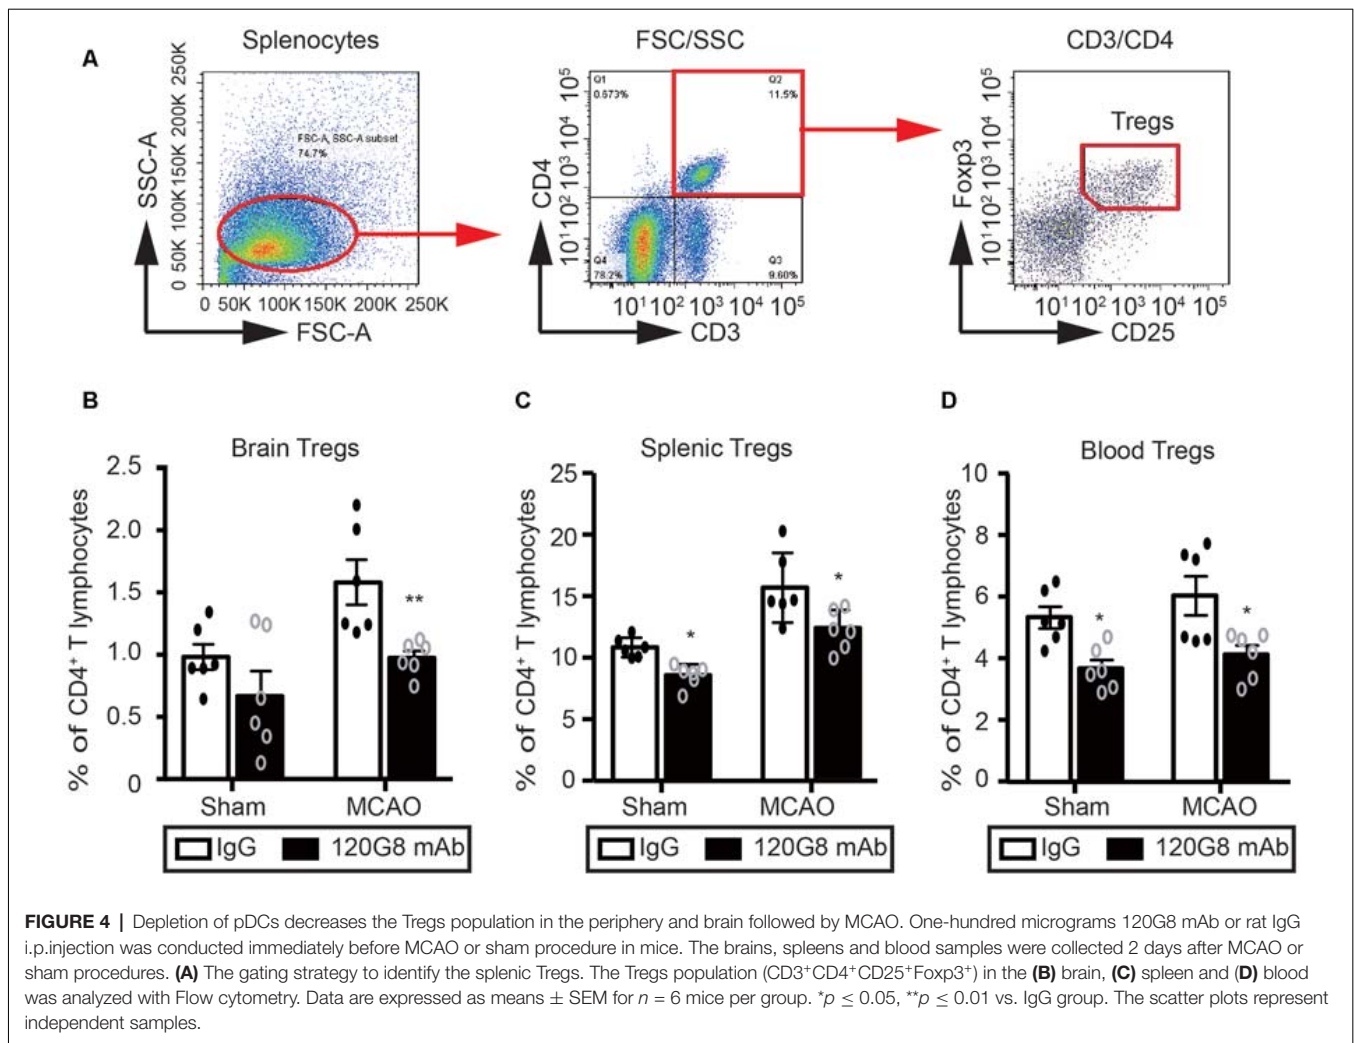 A
Splenocytes
FSC/SSC
CD3/CD4
SSC-A
0 50K 100K 150K 200K 250K
FSC-A, SSC-A subset
74.7%
0 50K 100K 150K 200K 250K
FSC-A
CD4
10¹ 10² 10³ 10⁴ 10⁵
Q1
0.673%
Q2
11.5%
Q4
78.2%
Q3
9.60%
10¹ 10² 10³ 10⁴ 10⁵
CD3
Foxp3
10¹ 10² 10³ 10⁴ 10⁵
Tregs
10¹ 10² 10³ 10⁴ 10⁵
CD25
B
Brain Tregs
% of CD4⁺ T lymphocytes
2.5
2.0
1.5
1.0
0.5
0
**
Sham MCAO
IgG 120G8 mAb
C
Splenic Tregs
% of CD4⁺ T lymphocytes
25
20
15
10
5
0
*
*
Sham MCAO
IgG 120G8 mAb
D
Blood Tregs
% of CD4⁺ T lymphocytes
10
8
6
4
2
0
*
*
Sham MCAO
IgG 120G8 mAb
FIGURE 4 | Depletion of pDCs decreases the Tregs population in the periphery and brain followed by MCAO. One-hundred micrograms 120G8 mAb or rat IgG
i.p.injection was conducted immediately before MCAO or sham procedure in mice. The brains, spleens and blood samples were collected 2 days after MCAO or
sham procedures. (A) The gating strategy to identify the splenic Tregs. The Tregs population (CD3⁺CD4⁺CD25⁺Foxp3⁺) in the (B) brain, (C) spleen and (D) blood
was analyzed with Flow cytometry. Data are expressed as means ± SEM for n = 6 mice per group. *p ≤ 0.05, **p ≤ 0.01 vs. IgG group. The scatter plots represent
independent samples.